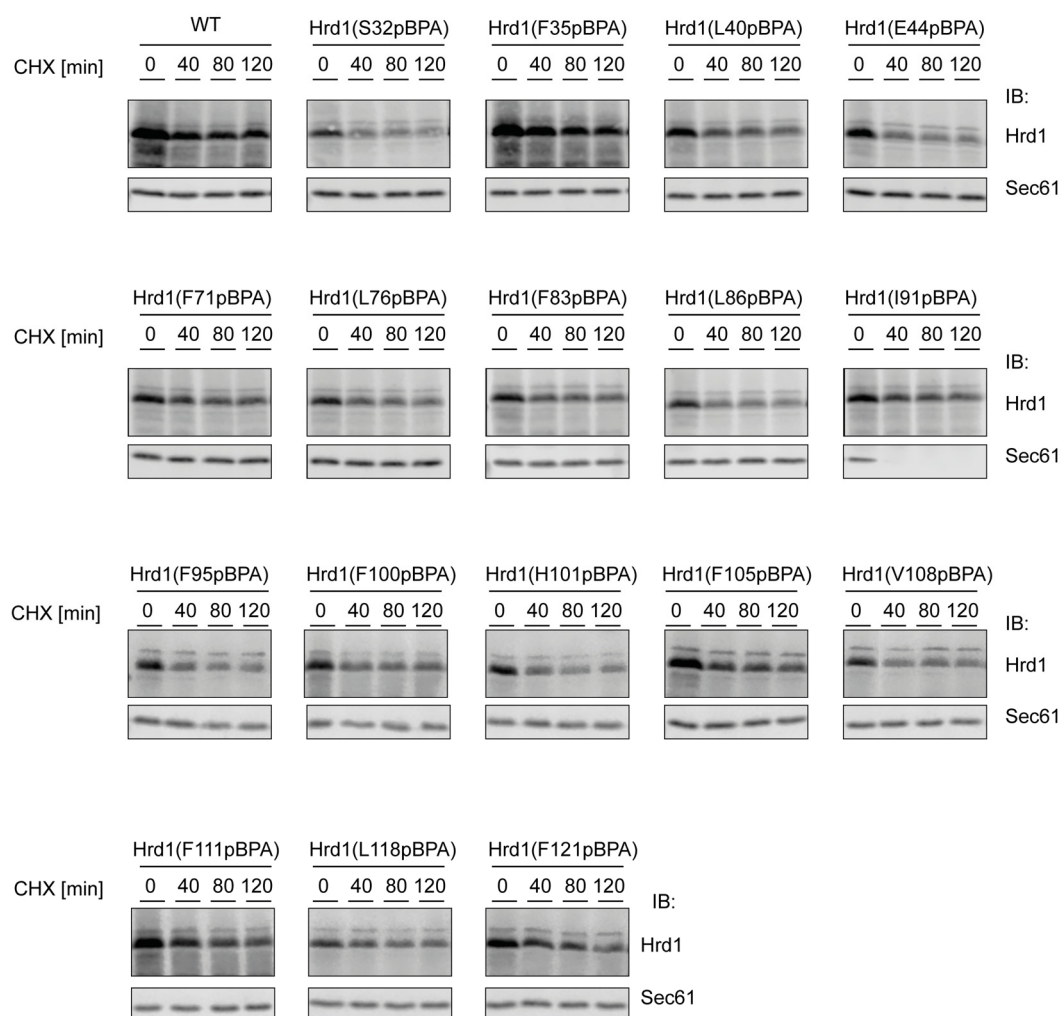 WT Hrd1(S32pBPA) Hrd1(F35pBPA) Hrd1(L40pBPA) Hrd1(E44pBPA)
CHX [min] 0 40 80 120 0 40 80 120 0 40 80 120 0 40 80 120 0 40 80 120
IB:
Hrd1
Sec61
Hrd1(F71pBPA) Hrd1(L76pBPA) Hrd1(F83pBPA) Hrd1(L86pBPA) Hrd1(I91pBPA)
CHX [min] 0 40 80 120 0 40 80 120 0 40 80 120 0 40 80 120 0 40 80 120
IB:
Hrd1
Sec61
Hrd1(F95pBPA) Hrd1(F100pBPA) Hrd1(H101pBPA) Hrd1(F105pBPA) Hrd1(V108pBPA)
CHX [min] 0 40 80 120 0 40 80 120 0 40 80 120 0 40 80 120 0 40 80 120
IB:
Hrd1
Sec61
Hrd1(F111pBPA) Hrd1(L118pBPA) Hrd1(F121pBPA)
CHX [min] 0 40 80 120 0 40 80 120 0 40 80 120
IB:
Hrd1
Sec61